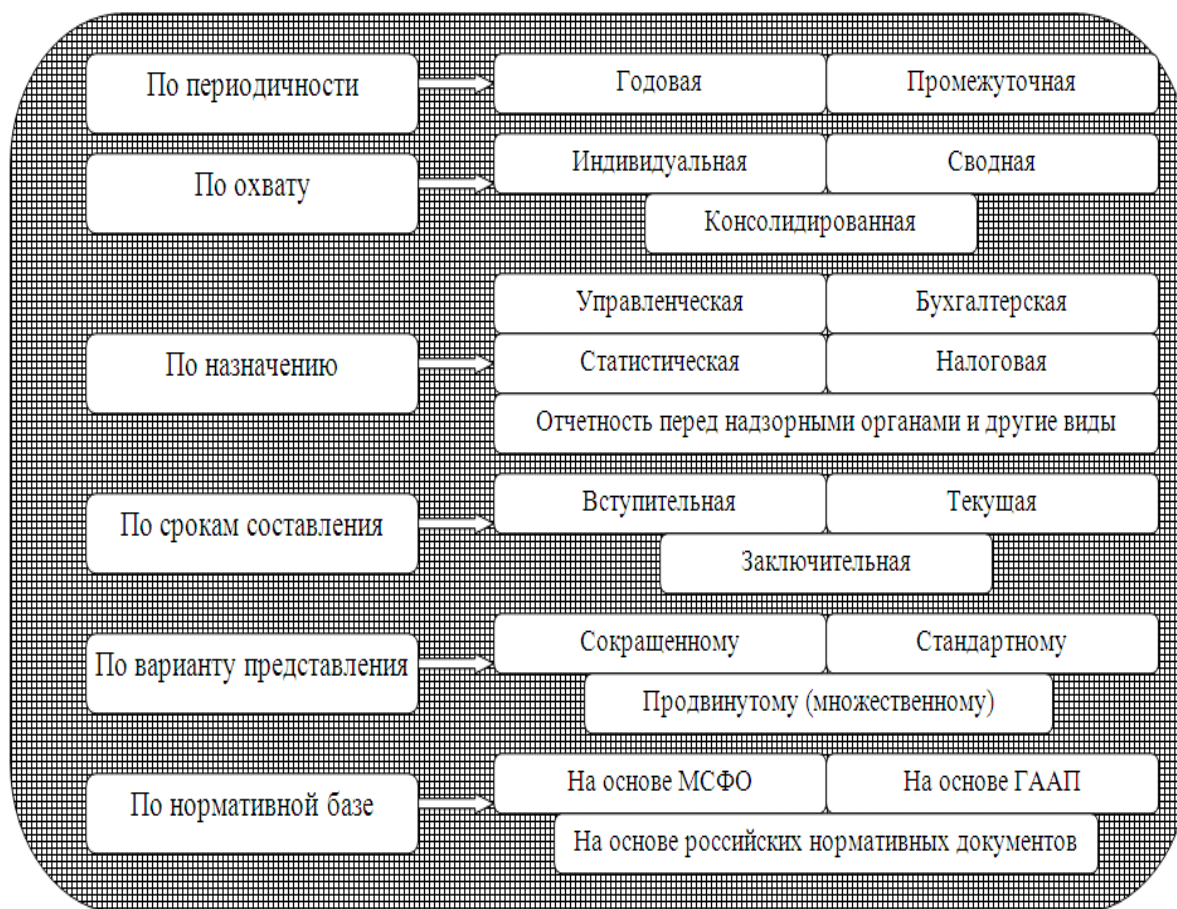 По периодичности
Годовая
Промежуточная
По охвату
Индивидуальная
Сводная
Консолидированная
По назначению
Управленческая
Бухгалтерская
Статистическая
Налоговая
Отчетность перед надзорными органами и другие виды
По срокам составления
Вступительная
Текущая
Заключительная
По варианту представления
Сокращенному
Стандартному
Продвинутому (множественному)
По нормативной базе
На основе МСФО
На основе ГААП
На основе российских нормативных документов